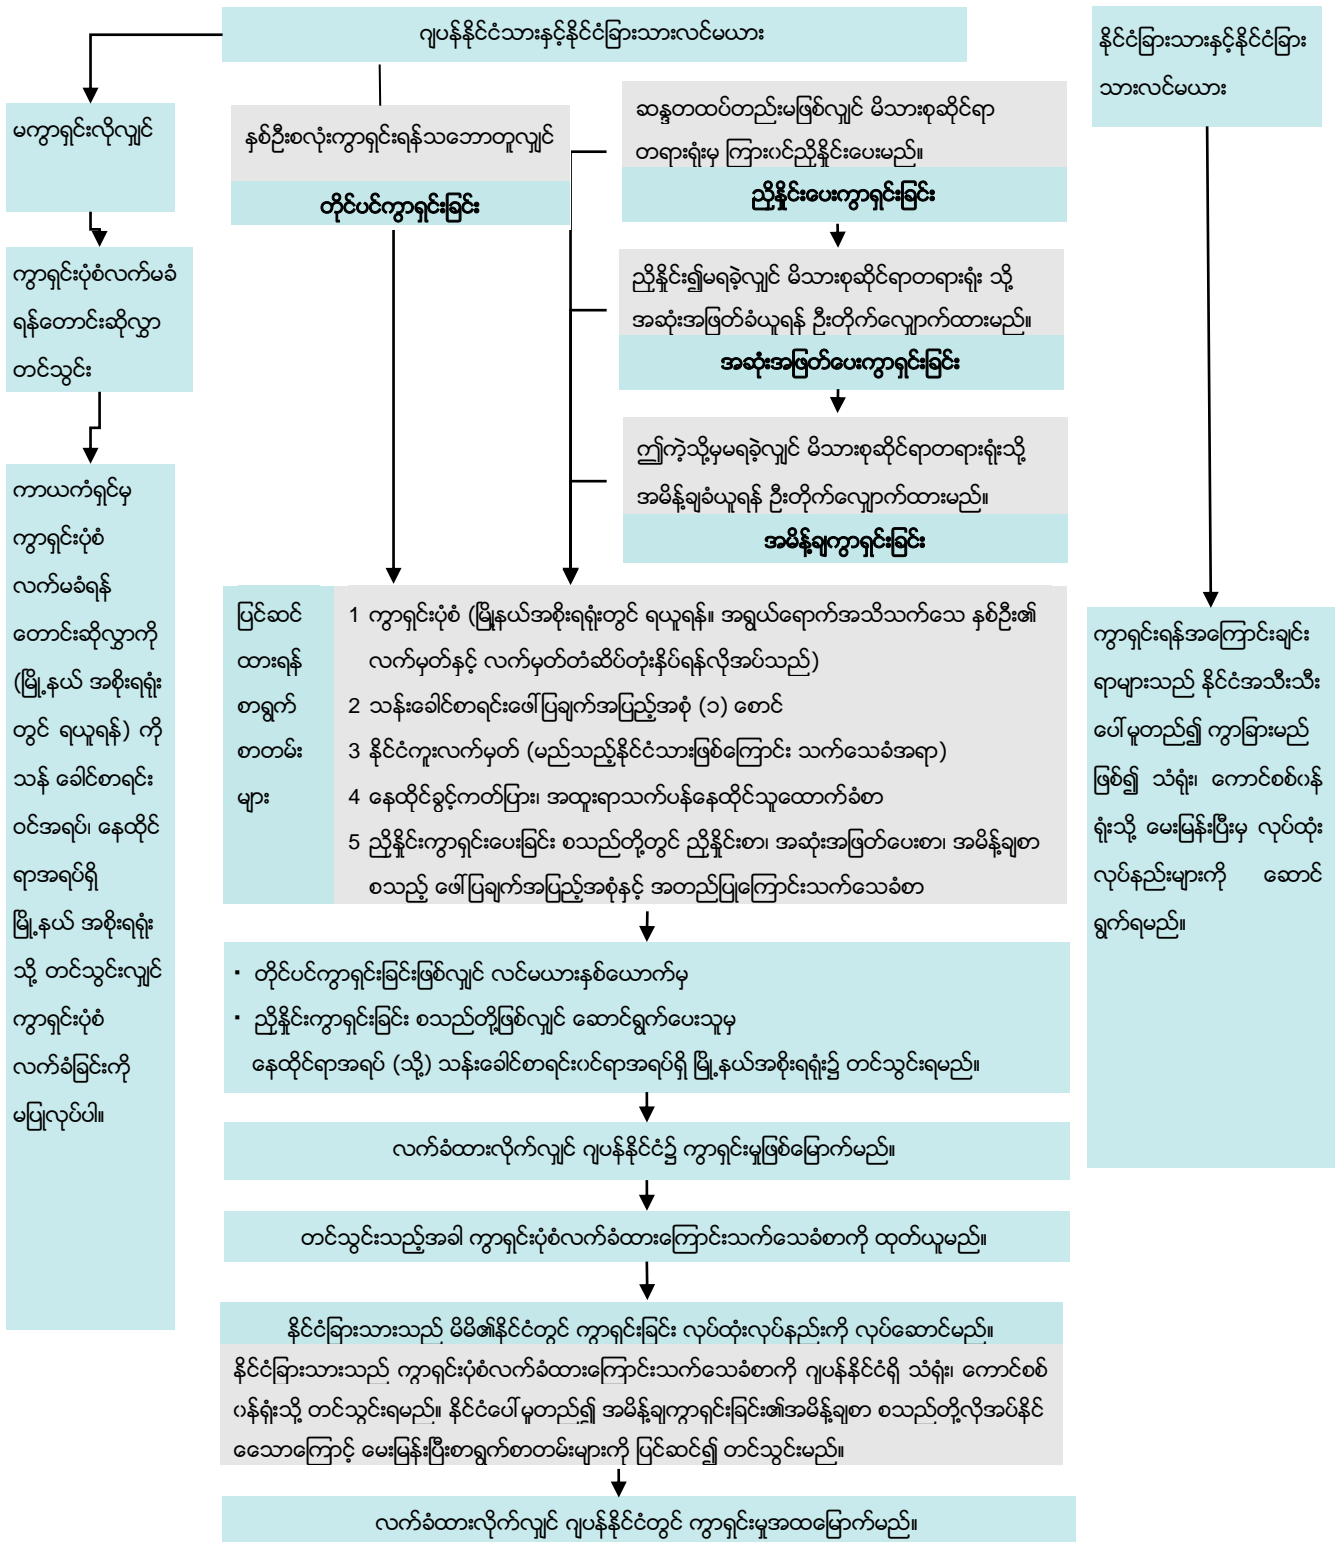 ဂျပန်နိုင်ငံသားနှင့်နိုင်ငံခြားသားလင်မယား
နိုင်ငံခြားသားနှင့်နိုင်ငံခြား
သားလင်မယား
မကွာရှင်းလိုလျှင်
နှစ်ဦးစလုံးကွာရှင်းရန်သဘောတူလျှင်
တိုင်ပင်ကွာရှင်းခြင်း
ဆန္ဒတထပ်တည်းမဖြစ်လျှင် မိသားစုဆိုင်ရာ
တရားရုံးမှ ကြားဝင်ညှိနှိုင်းပေးမည်။
ညှိနှိုင်းပေးကွာရှင်းခြင်း
ကွာရှင်းပုံစံလက်မခံ
ရန်တောင်းဆိုလွှာ
တင်သွင်း
ညှိနှိုင်း၍မရခဲ့လျှင် မိသားစုဆိုင်ရာတရားရုံး သို့
အဆုံးအဖြတ်ခံယူရန် ဦးတိုက်လျှောက်ထားမည်။
အဆုံးအဖြတ်ပေးကွာရှင်းခြင်း
ဤကဲ့သို့မှမရခဲ့လျှင် မိသားစုဆိုင်ရာတရားရုံးသို့
အမိန့်ချခံယူရန် ဦးတိုက်လျှောက်ထားမည်။
အမိန့်ချကွာရှင်းခြင်း
ကာယကံရှင်မှ
ကွာရှင်းပုံစံ
လက်မခံရန်
တောင်းဆိုလွှာကို
(မြို့နယ် အစိုးရရုံး
တွင် ရယူရန်) ကို
သန် ခေါင်စာရင်း
ဝင်အရပ်၊ နေထိုင်
ရာအရပ်ရှိ
မြို့နယ် အစိုးရရုံး
သို့ တင်သွင်းလျှင်
ကွာရှင်းပုံစံ
လက်ခံခြင်းကို
မပြုလုပ်ပါ။
ပြင်ဆင်
ထားရန်
စာရွက်
စာတမ်း
များ
1 ကွာရှင်းပုံစံ (မြို့နယ်အစိုးရရုံးတွင် ရယူရန်။ အရွယ်ရောက်အသိသက်သေ နှစ်ဦး၏
လက်မှတ်နှင့် လက်မှတ်တံဆိပ်တုံးနှိပ်ရန်လိုအပ်သည်)
2 သန်းခေါင်စာရင်းဖေါ်ပြချက်အပြည့်အစုံ (၁) စောင်
3 နိုင်ငံကူးလက်မှတ် (မည်သည့်နိုင်ငံသားဖြစ်ကြောင်း သက်သေခံအရာ)
4 နေထိုင်ခွင့်ကတ်ပြား၊ အထူးရာသက်ပန်နေထိုင်သူထောက်ခံစာ
5 ညှိနှိုင်းကွာရှင်းပေးခြင်း စသည်တို့တွင် ညှိနှိုင်းစာ၊ အဆုံးအဖြတ်ပေးစာ၊ အမိန့်ချစာ
စသည့် ဖေါ်ပြချက်အပြည့်အစုံနှင့် အတည်ပြုကြောင်းသက်သေခံစာ
ကွာရှင်းရန်အကြောင်းချင်း
ရာများသည် နိုင်ငံအသီးသီး
ပေါ်မူတည်၍ ကွာခြားမည်
ဖြစ်၍ သံရုံး၊ ကောင်စစ်ဝန်
ရုံးသို့ မေးမြန်းပြီးမှ လုပ်ထုံး
လုပ်နည်းများကို ဆောင်
ရွက်ရမည်။
・ တိုင်ပင်ကွာရှင်းခြင်းဖြစ်လျှင် လင်မယားနှစ်ယောက်မှ
・ ညှိနှိုင်းကွာရှင်းခြင်း စသည်တို့ဖြစ်လျှင် ဆောင်ရွက်ပေးသူမှ
နေထိုင်ရာအရပ် (သို့) သန်းခေါင်စာရင်းဝင်ရာအရပ်ရှိ မြို့နယ်အစိုးရရုံး၌ တင်သွင်းရမည်။
လက်ခံထားလိုက်လျှင် ဂျပန်နိုင်ငံ၌ ကွာရှင်းမှုဖြစ်မြောက်မည်။
တင်သွင်းသည့်အခါ ကွာရှင်းပုံစံလက်ခံထားကြောင်းသက်သေခံစာကို ထုတ်ယူမည်။
နိုင်ငံခြားသားသည် မိမိ၏နိုင်ငံတွင် ကွာရှင်းခြင်း လုပ်ထုံးလုပ်နည်းကို လုပ်ဆောင်မည်။
နိုင်ငံခြားသားသည် ကွာရှင်းပုံစံလက်ခံထားကြောင်းသက်သေခံစာကို ဂျပန်နိုင်ငံရှိ သံရုံး၊ ကောင်စစ်
ဝန်ရုံးသို့ တင်သွင်းရမည်။ နိုင်ငံပေါ်မူတည်၍ အမိန့်ချကွာရှင်းခြင်း၏အမိန့်ချစာ စသည်တို့လိုအပ်နိုင်
သောကြောင့် မေးမြန်းပြီးစာရွက်စာတမ်းများကို ပြင်ဆင်၍ တင်သွင်းမည်။
လက်ခံထားလိုက်လျှင် ဂျပန်နိုင်ငံတွင် ကွာရှင်းမှုအထမြောက်မည်။